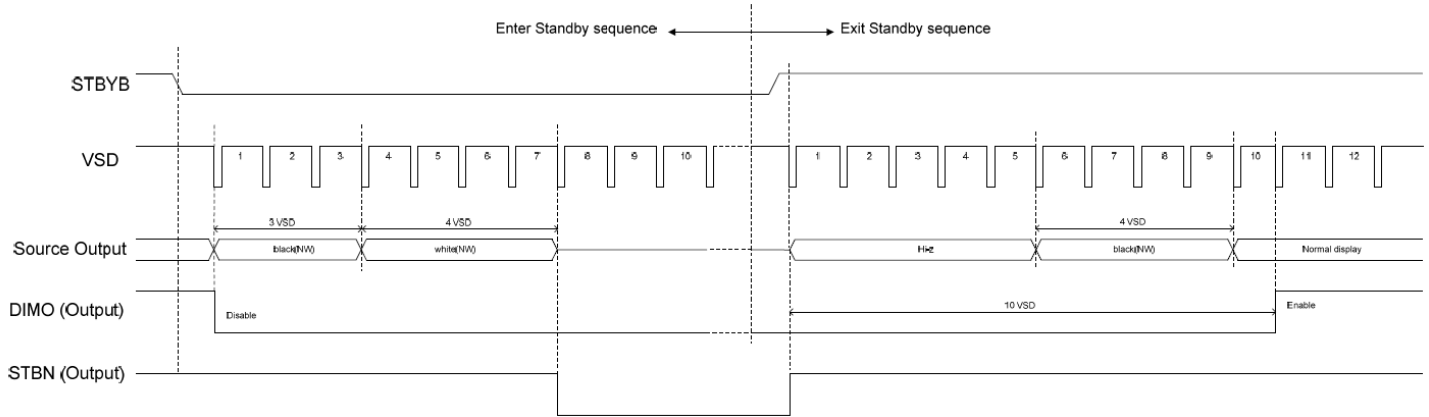 Enter Standby sequence Exit Standby sequence
STBYB
VSD 1 2 3 4 5 6 7 8 9 10 1 2 3 4 5 6 7 8 9 10 11 12
3 VSD 4 VSD 4 VSD
Source Output black(NW) white(NW) Hi-z black(NW) Normal display
10 VSD
DIMO (Output) Disable Enable
STBN (Output)